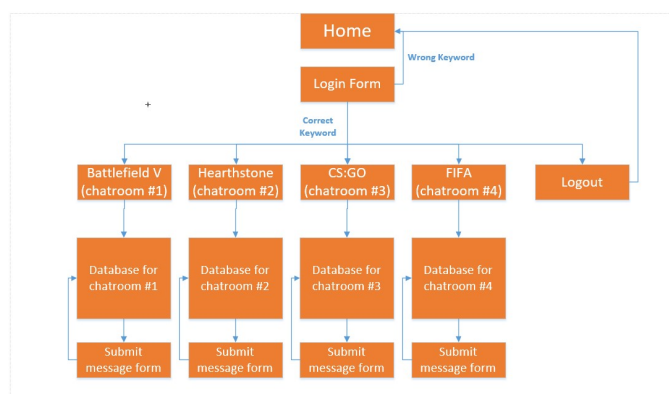 Home
Wrong Keyword
Login Form
Correct
Keyword
Battlefield V
(chatroom #1)
Hearthstone
(chatroom #2)
CS:GO
(chatroom #3)
FIFA
(chatroom #4)
Logout
Database for
chatroom #1
Database for
chatroom #2
Database for
chatroom #3
Database for
chatroom #4
Submit
message form
Submit
message form
Submit
message form
Submit
message form